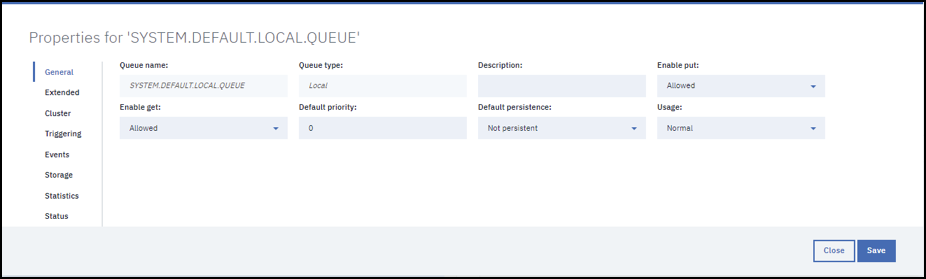 Properties for 'SYSTEM.DEFAULT.LOCAL.QUEUE'
General
Extended
Cluster
Triggering
Events
Storage
Statistics
Status
Queue name: Queue type: Description: Enable put:
SYSTEM.DEFAULT.LOCAL.QUEUE Local Allowed
Enable get: Default priority: Default persistence: Usage:
Allowed 0 Not persistent Normal
Close Save